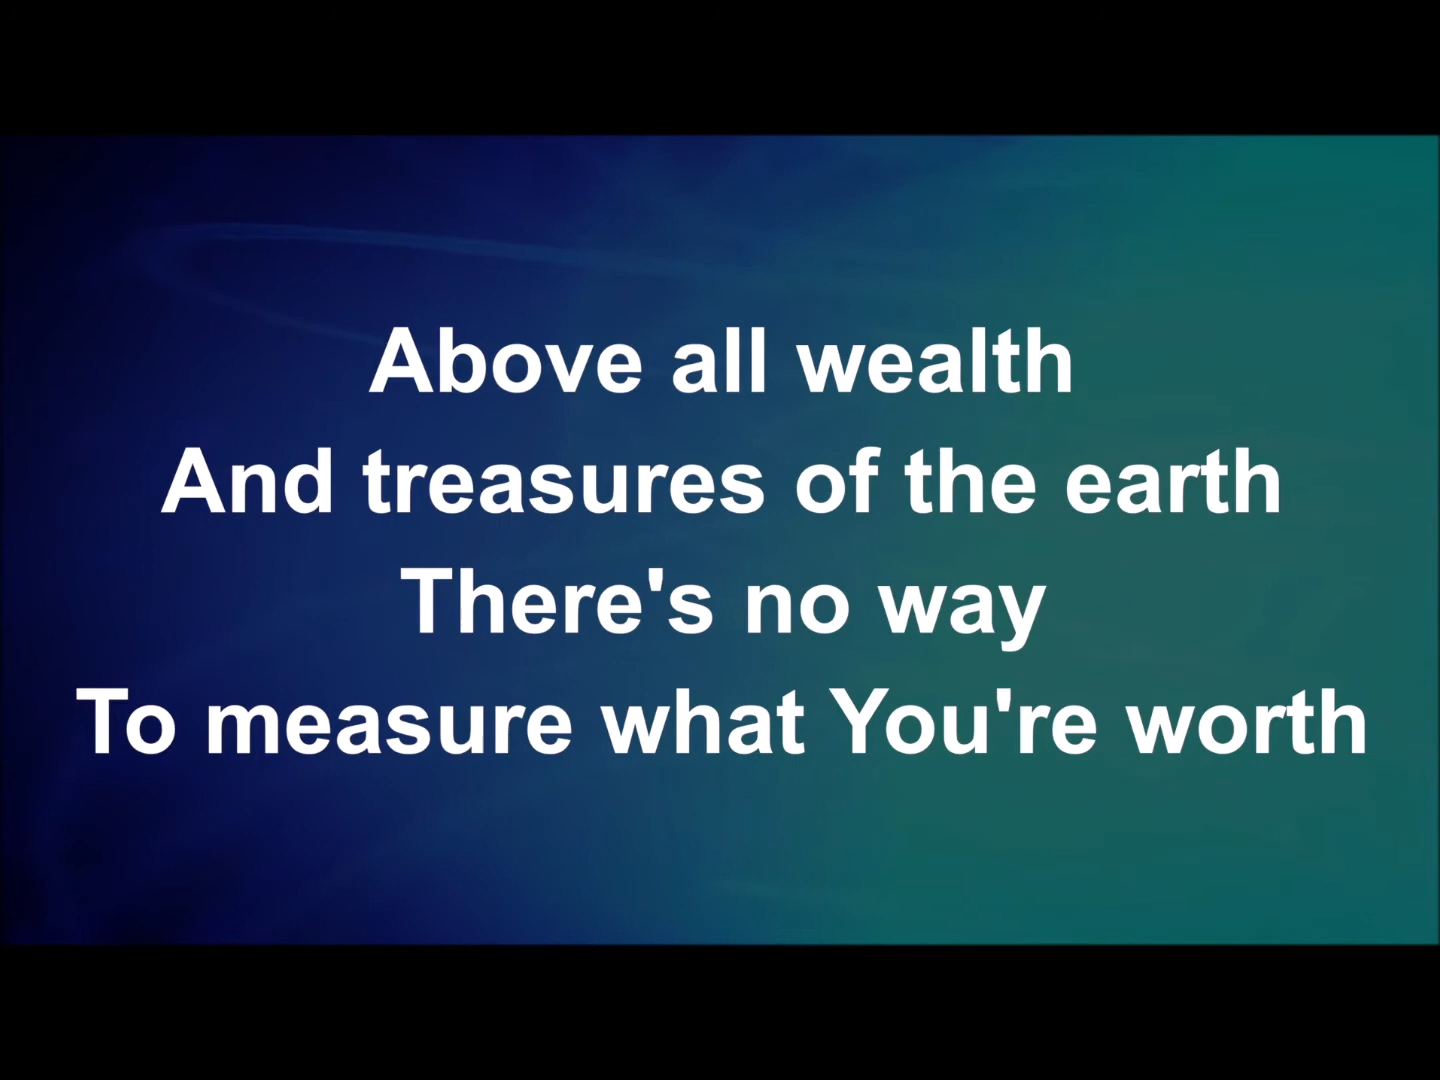 Above all wealth
And treasures of the earth
There's no way
To measure what You're worth